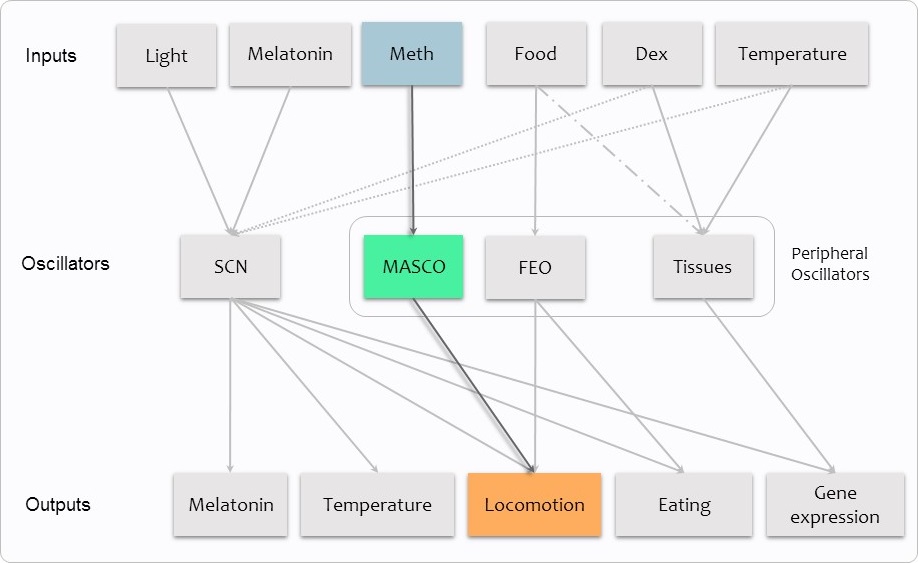 Inputs
Light
Melatonin
Meth
Food
Dex
Temperature
Oscillators
SCN
MASCO
FEO
Tissues
Peripheral
Oscillators
Outputs
Melatonin
Temperature
Locomotion
Eating
Gene
expression